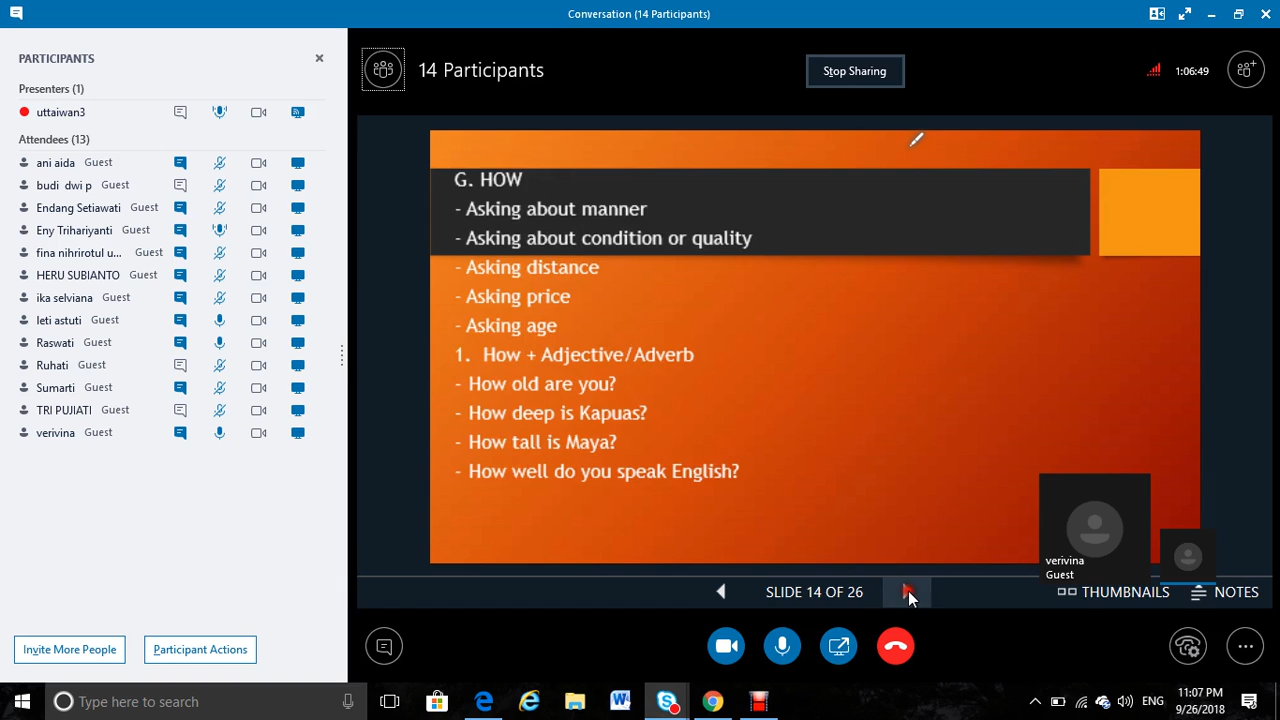 Conversation (14 Participants)
PARTICIPANTS
Presenters (1)
uttaiwan3
Attendees (13)
ani aida Guest
budi dwi p Guest
Endang Setiawati Guest
Eny Trihariyanti Guest
fina nihrirotul u... Guest
HERU SUBIANTO Guest
ika selviana Guest
leti astuti Guest
Raswati Guest
Ruhati Guest
Sumarti Guest
TRI PUJIATI Guest
verivina Guest
Invite More People
Participant Actions
14 Participants
Stop Sharing
1:06:49
G. HOW
- Asking about manner
- Asking about condition or quality
- Asking distance
- Asking price
- Asking age
1. How + Adjective/Adverb
- How old are you?
- How deep is Kapuas?
- How tall is Maya?
- How well do you speak English?
verivina
Guest
SLIDE 14 OF 26
THUMBNAILS
NOTES
Type here to search
ENG
11:07 PM
9/26/2018